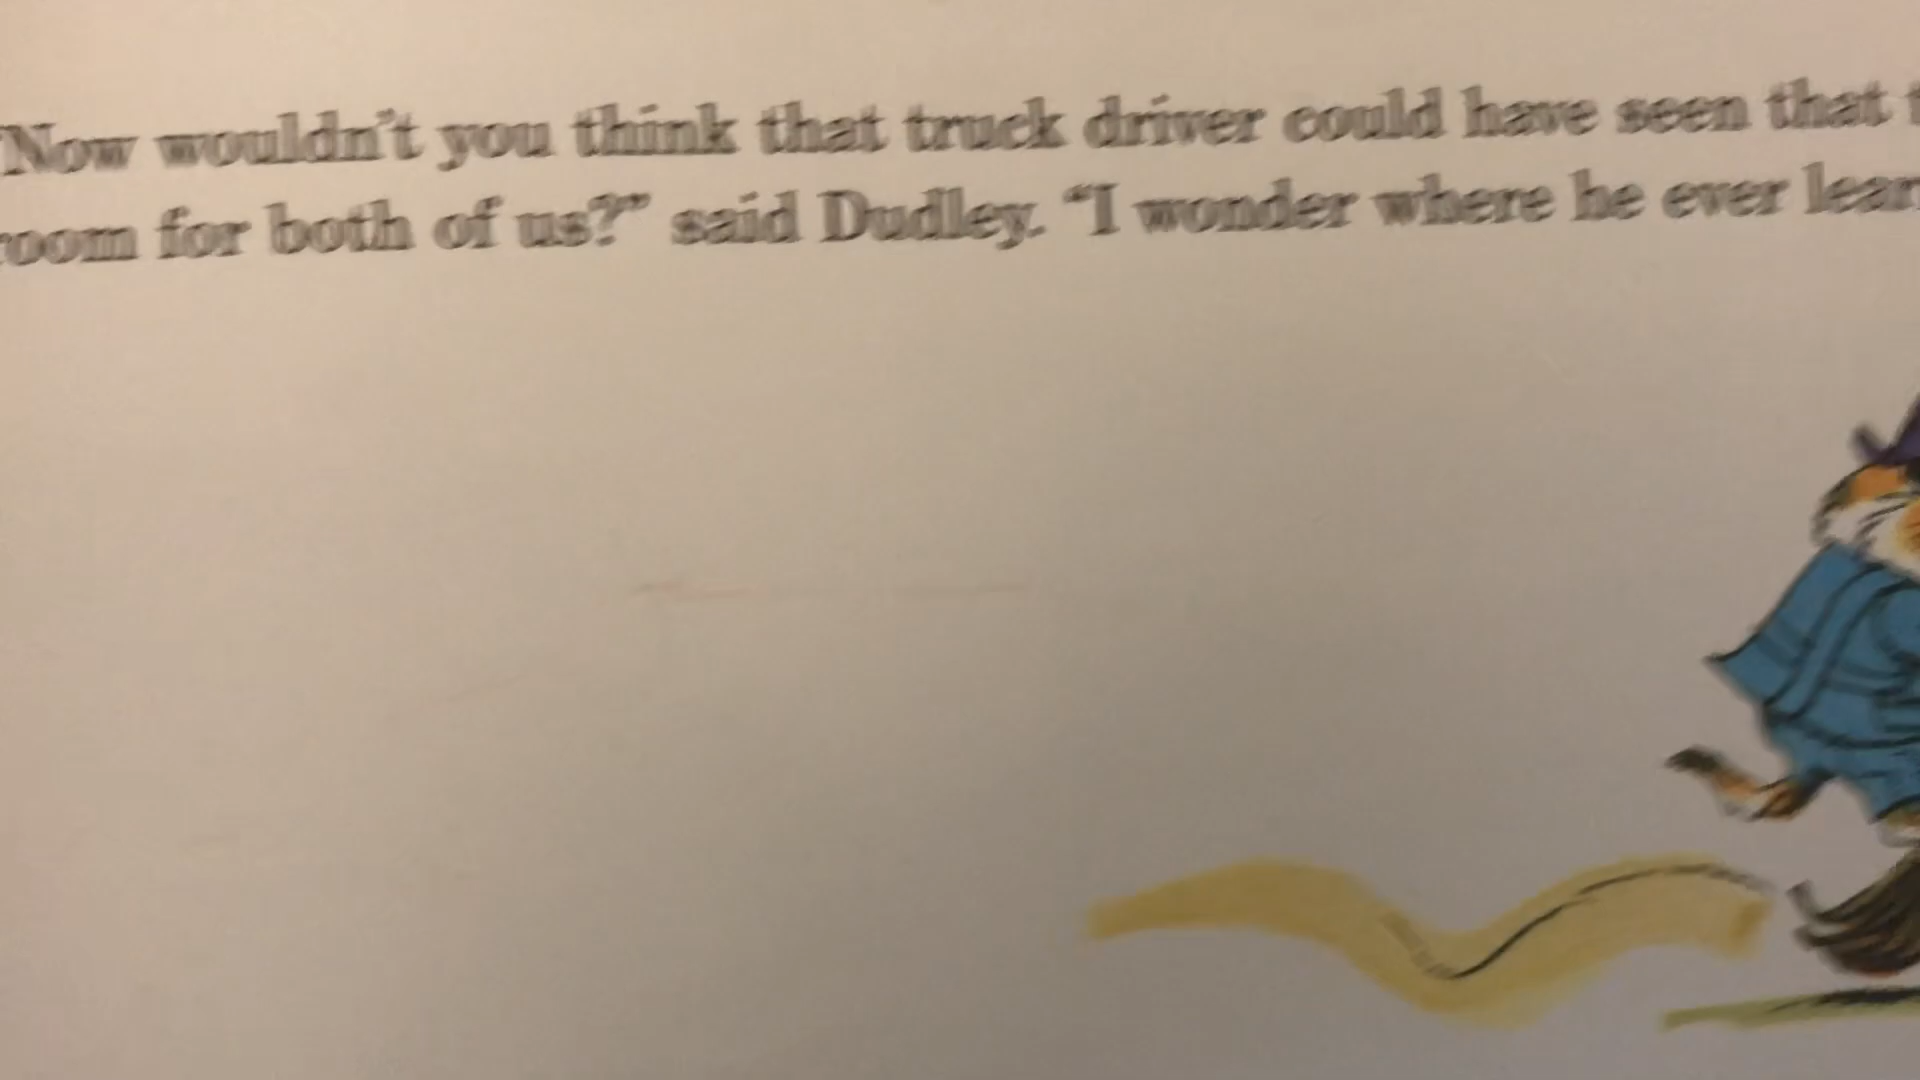 Now wouldn't you think that truck driver could have seen that
room for both of us?" said Dudley. "I wonder where he ever